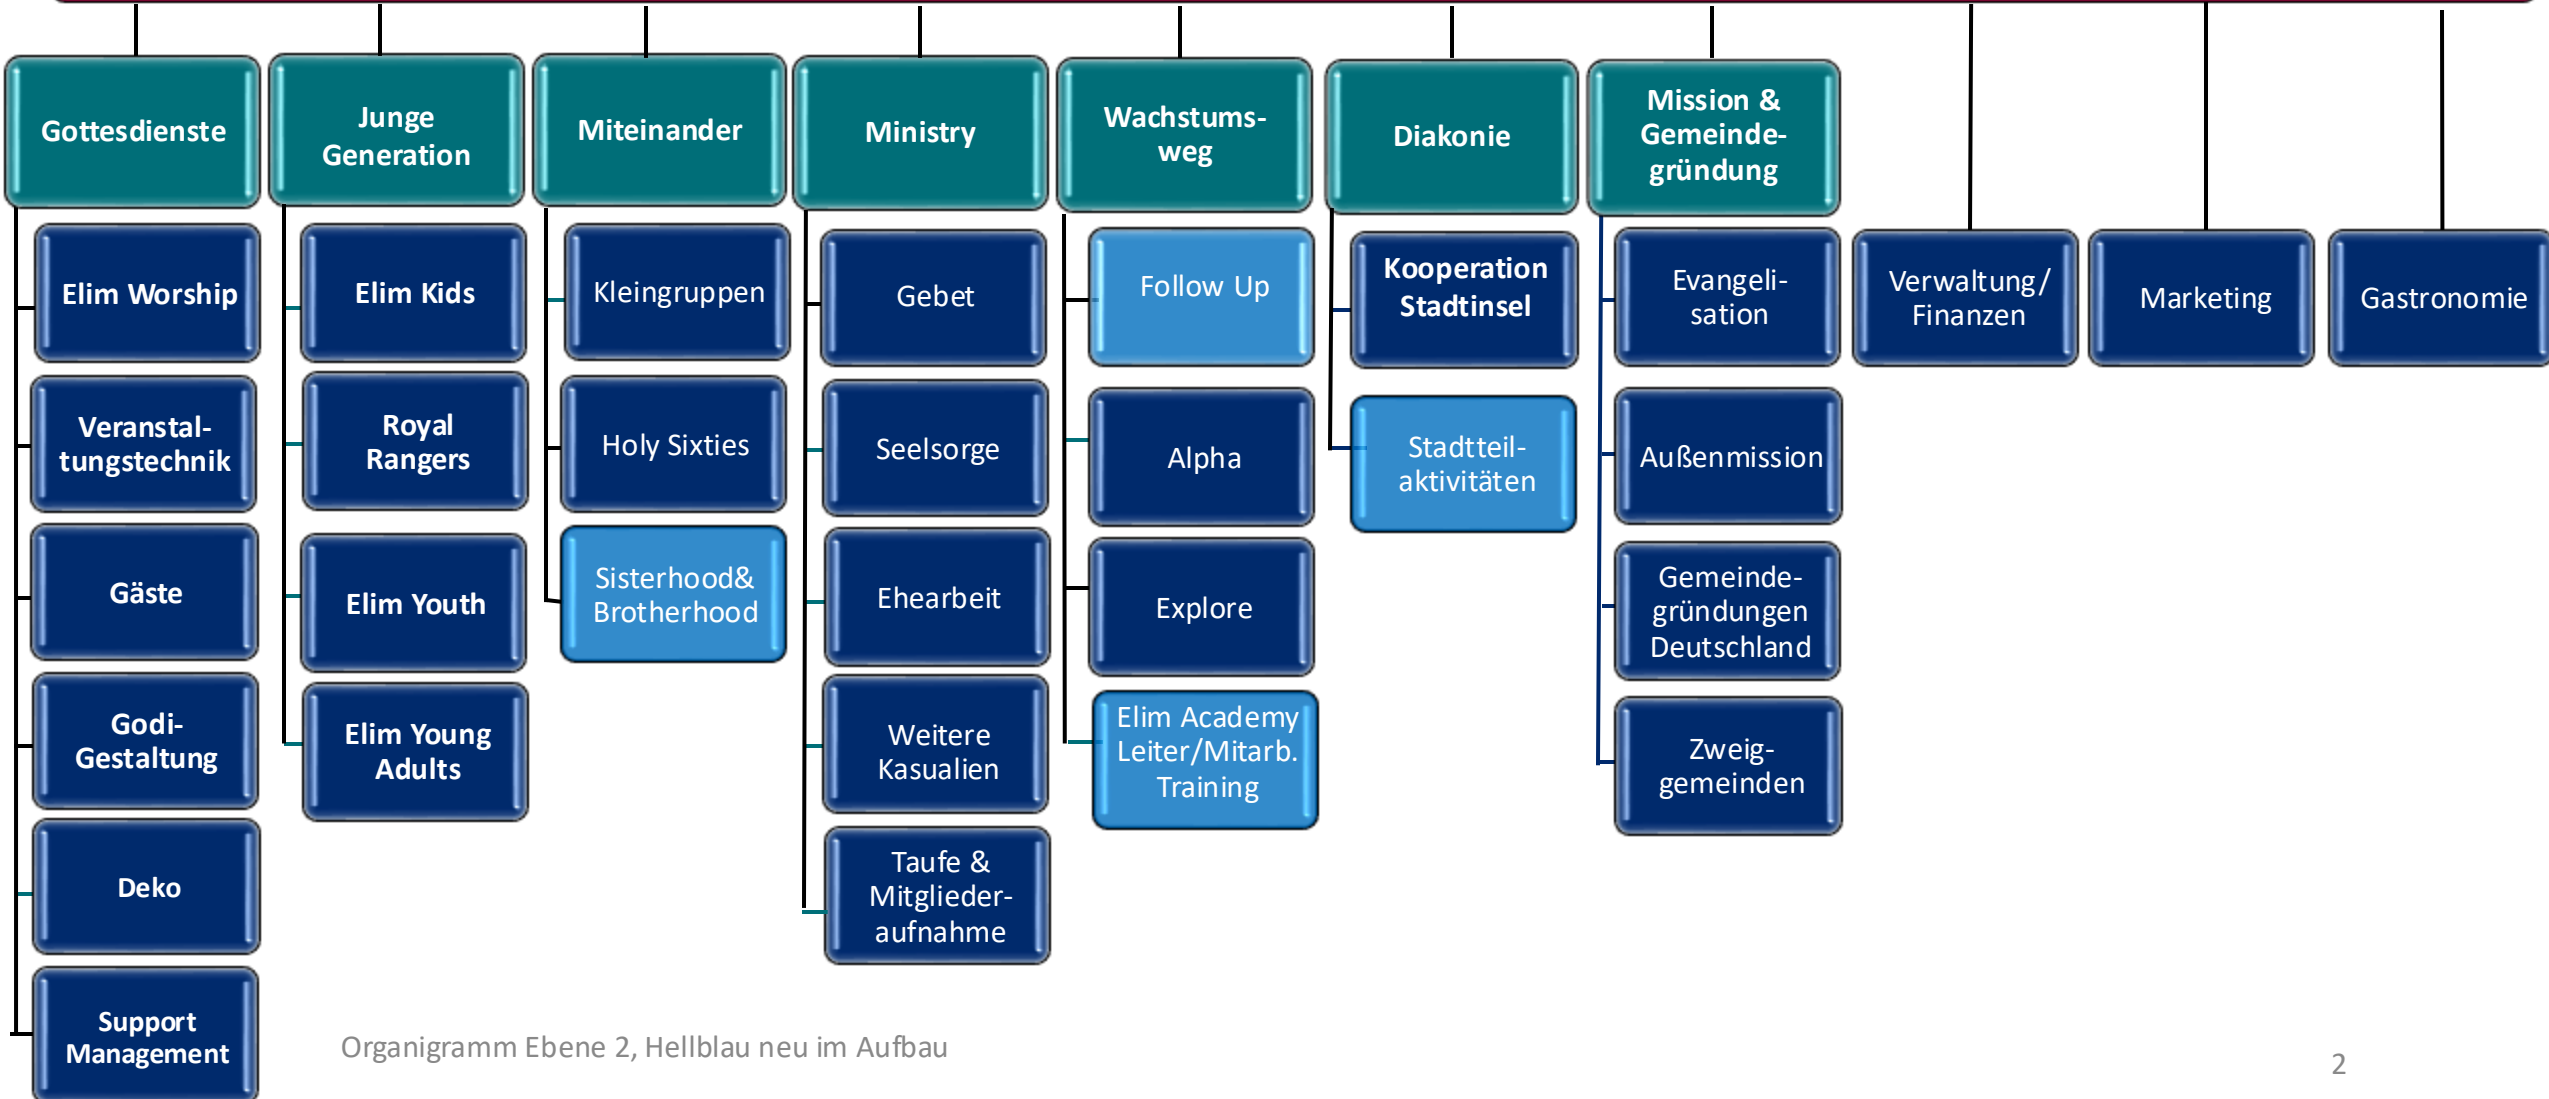 Gottesdienste
Junge
Generation
Miteinander
Ministry
Wachstums-
weg
Diakonie
Mission &
Gemeinde-
gründung
Elim Worship
Veranstal-
tungstechnik
Gäste
Godi-
Gestaltung
Deko
Support
Management
Elim Kids
Royal
Rangers
Elim Youth
Elim Young
Adults
Kleingruppen
Holy Sixties
Sisterhood&
Brotherhood
Gebet
Seelsorge
Ehearbeit
Weitere
Kasualien
Taufe &
Mitglieder-
aufnahme
Follow Up
Alpha
Explore
Elim Academy
Leiter/Mitarb.
Training
Kooperation
Stadtinsel
Stadtteil-
aktivitäten
Evangeli-
sation
Außenmission
Gemeinde-
gründungen
Deutschland
Zweig-
gemeinden
Verwaltung/
Finanzen
Marketing
Gastronomie
Organigramm Ebene 2, Hellblau neu im Aufbau
2